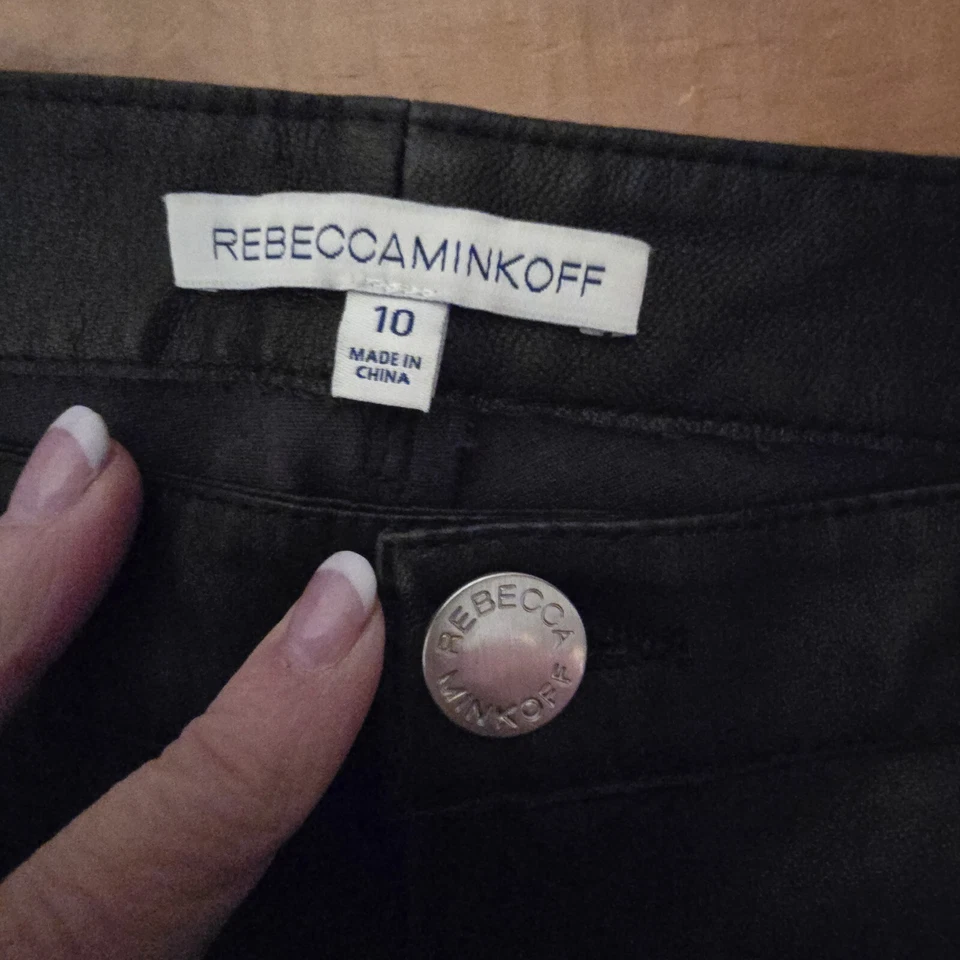 REBECCAMINKOFF
10
MADE IN
CHINA
REBECCA
MINKOFF